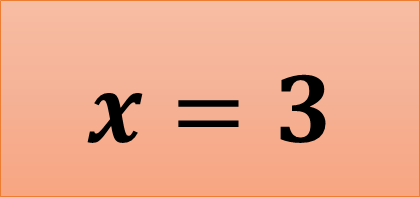 x = 3